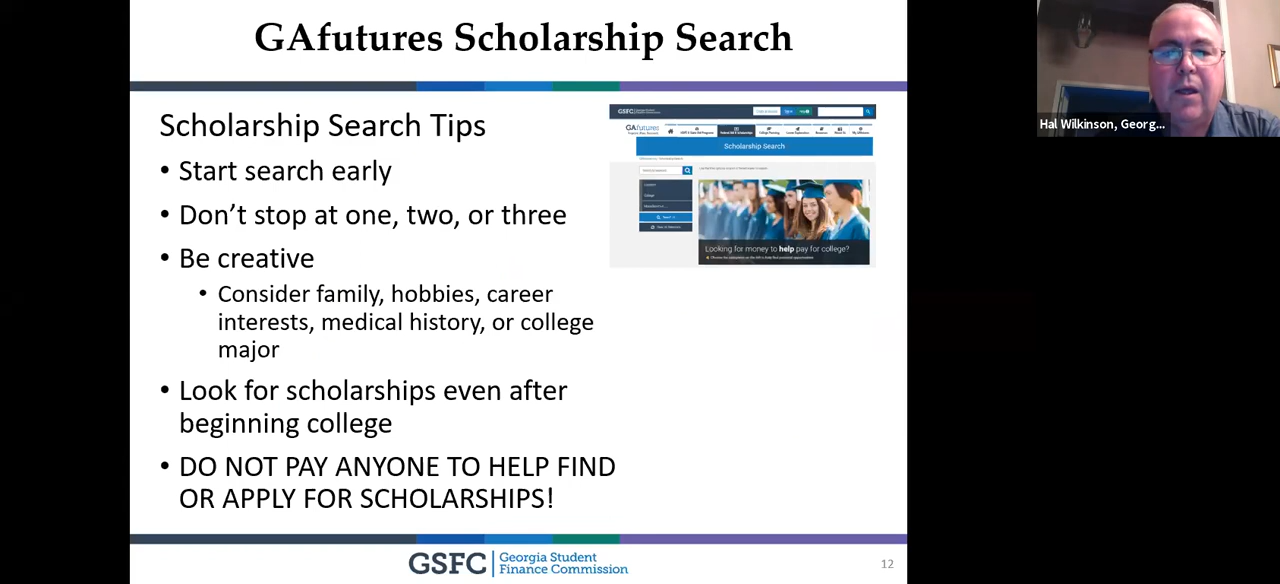 GAfutures Scholarship Search
Scholarship Search Tips
• Start search early
• Don’t stop at one, two, or three
• Be creative
• Consider family, hobbies, career
interests, medical history, or college
major
• Look for scholarships even after
beginning college
• DO NOT PAY ANYONE TO HELP FIND
OR APPLY FOR SCHOLARSHIPS!
GSFC
GAfutures
Scholarship Search
Looking for money to help pay for college?
Hal Wilkinson, Georg...
GSFC | Georgia Student
Finance Commission
12